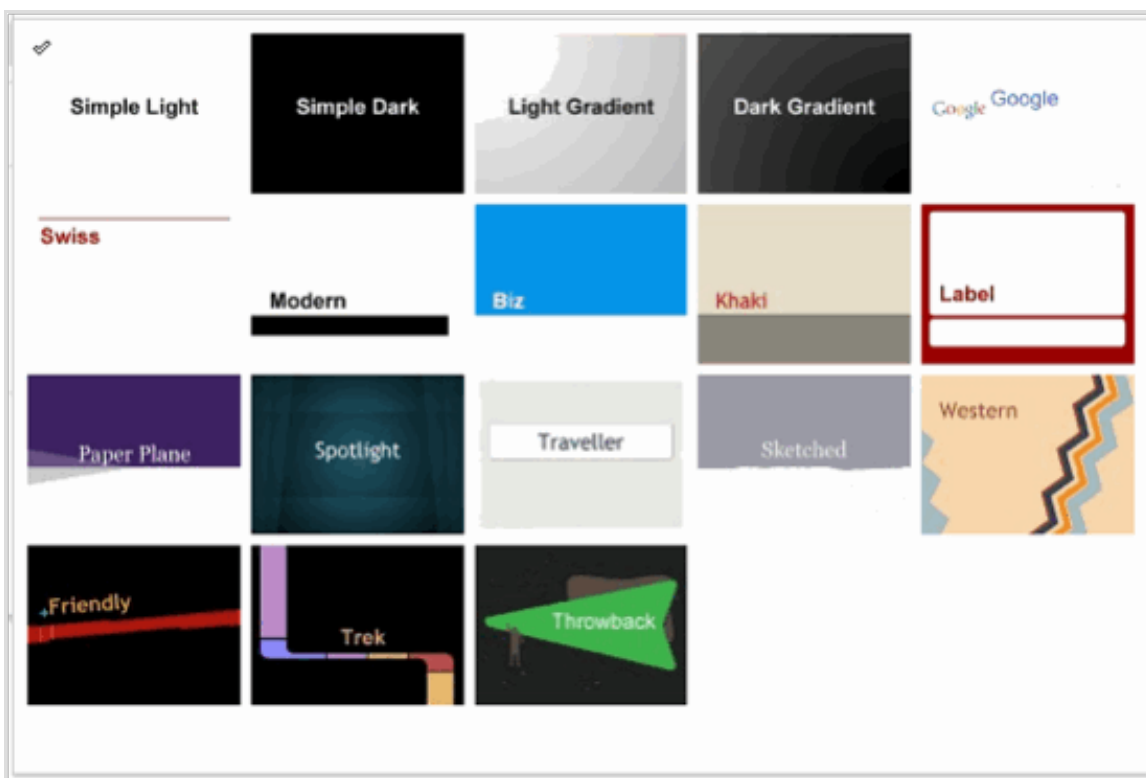 Simple Light
Simple Dark
Light Gradient
Dark Gradient
Google Google
Swiss
Modern
Biz
Khaki
Label
Paper Plane
Spotlight
Traveller
Sketched
Western
Friendly
Trek
Throwback